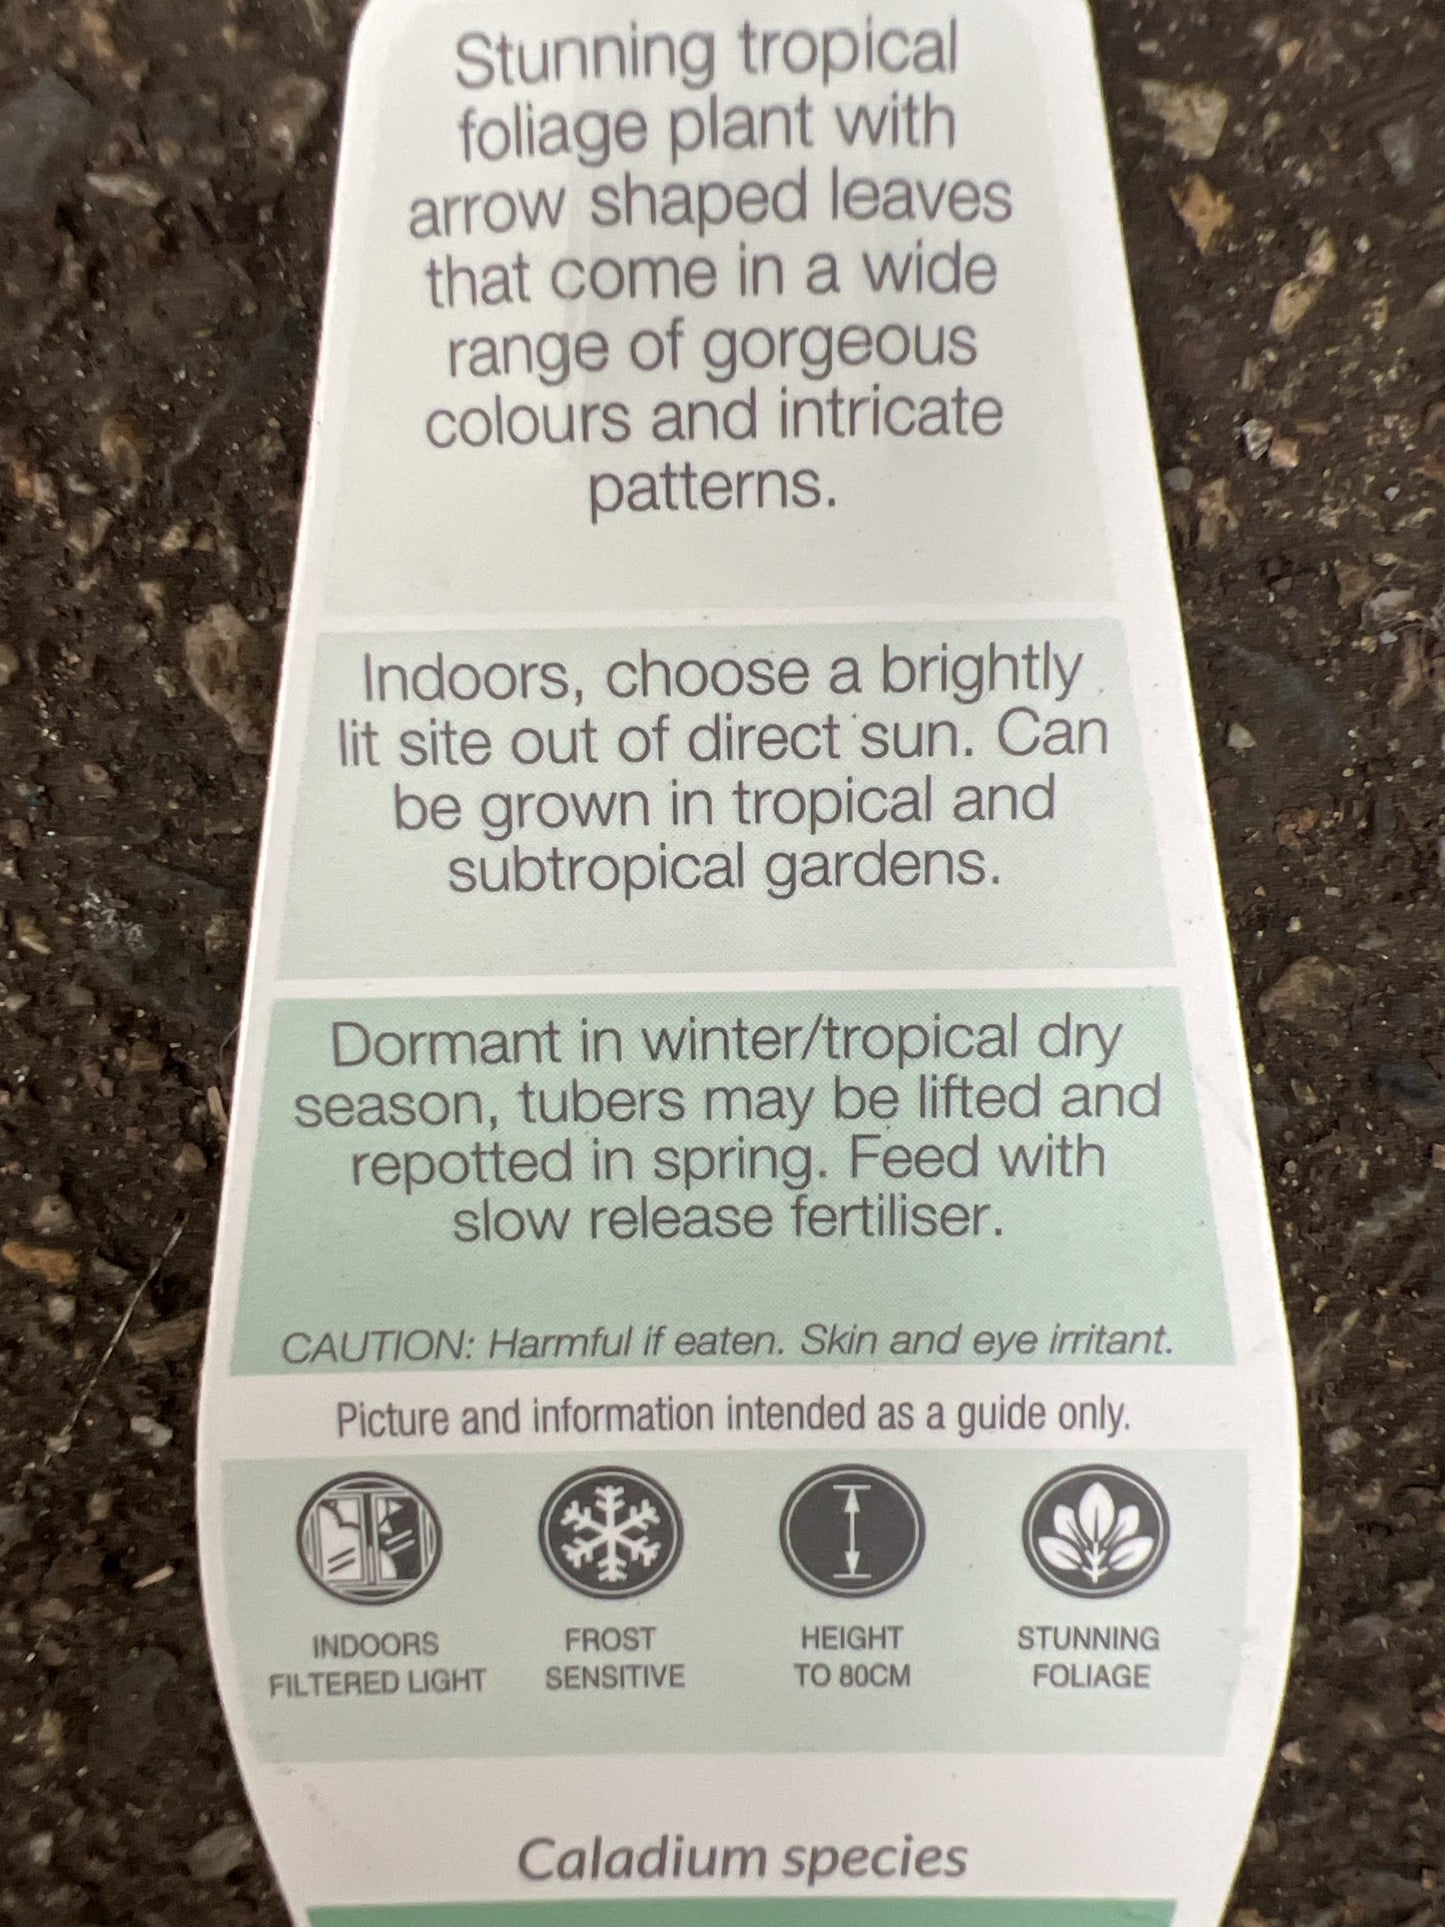 Stunning tropical
foliage plant with
arrow shaped leaves
that come in a wide
range of gorgeous
colours and intricate
patterns.
Indoors, choose a brightly
lit site out of direct sun. Can
be grown in tropical and
subtropical gardens.
Dormant in winter/tropical dry
season, tubers may be lifted and
repotted in spring. Feed with
slow release fertiliser.
CAUTION: Harmful if eaten. Skin and eye irritant.
Picture and information intended as a guide only.
INDOORS
FILTERED LIGHT
FROST
SENSITIVE
HEIGHT
TO 80CM
STUNNING
FOLIAGE
Caladium species